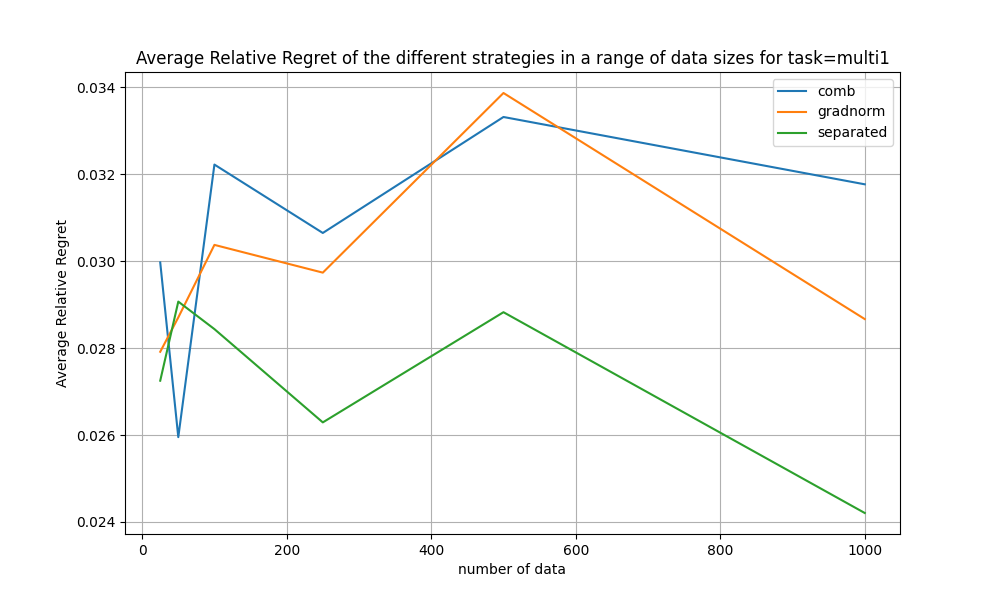 Average Relative Regret of the different strategies in a range of data sizes for task=multi1
comb
gradnorm
separated
Average Relative Regret
0.034
0.032
0.030
0.028
0.026
0.024
0
200
400
600
800
1000
number of data